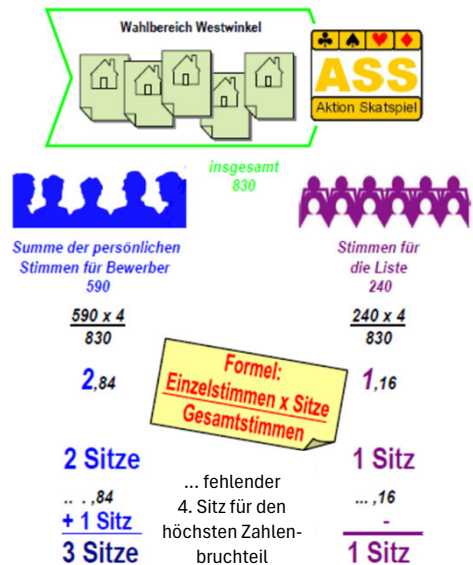 Wahlbereich Westwinkel
ASS
Aktion Skatspiel
insgesamt
830
Summe der persönlichen
Stimmen für Bewerber
590
Stimmen für
die Liste
240
590 x 4
830
240 x 4
830
2,84
Formel:
Einzelstimmen x Sitze
Gesamtstimmen
1,16
2 Sitze
1 Sitz
.. . ,84
+ 1 Sitz
3 Sitze
... fehlender
4. Sitz für den
höchsten Zahlen-
bruchteil
... ,16
-
1 Sitz